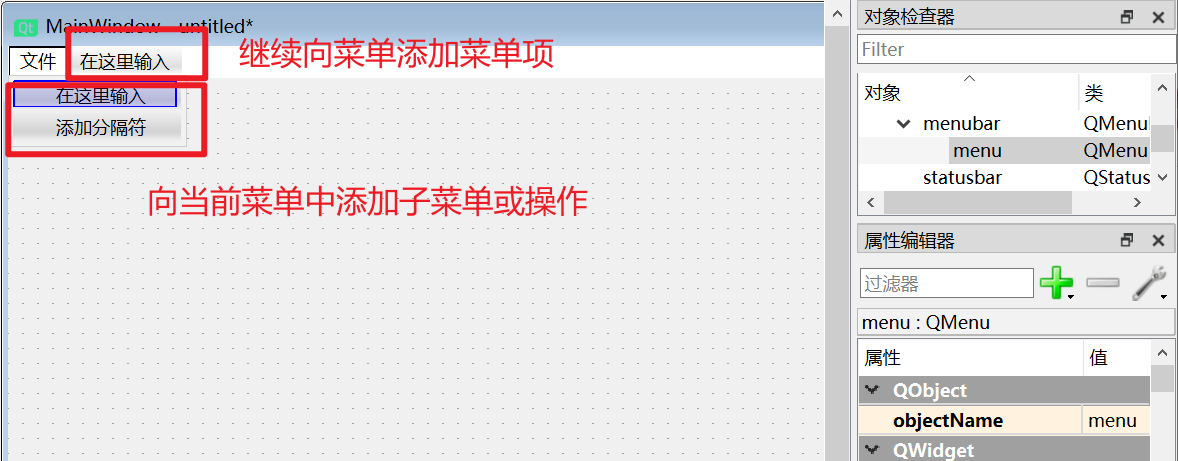 MainWindow - untitled*
文件 在这里输入
继续向菜单添加菜单项
在这里输入
添加分隔符
向当前菜单中添加子菜单或操作
对象检查器
Filter
对象 类
menubar QMenu
menu QMenu
statusbar QStatus
属性编辑器
过滤器
menu : QMenu
属性 值
QObject
objectName menu
QWidget